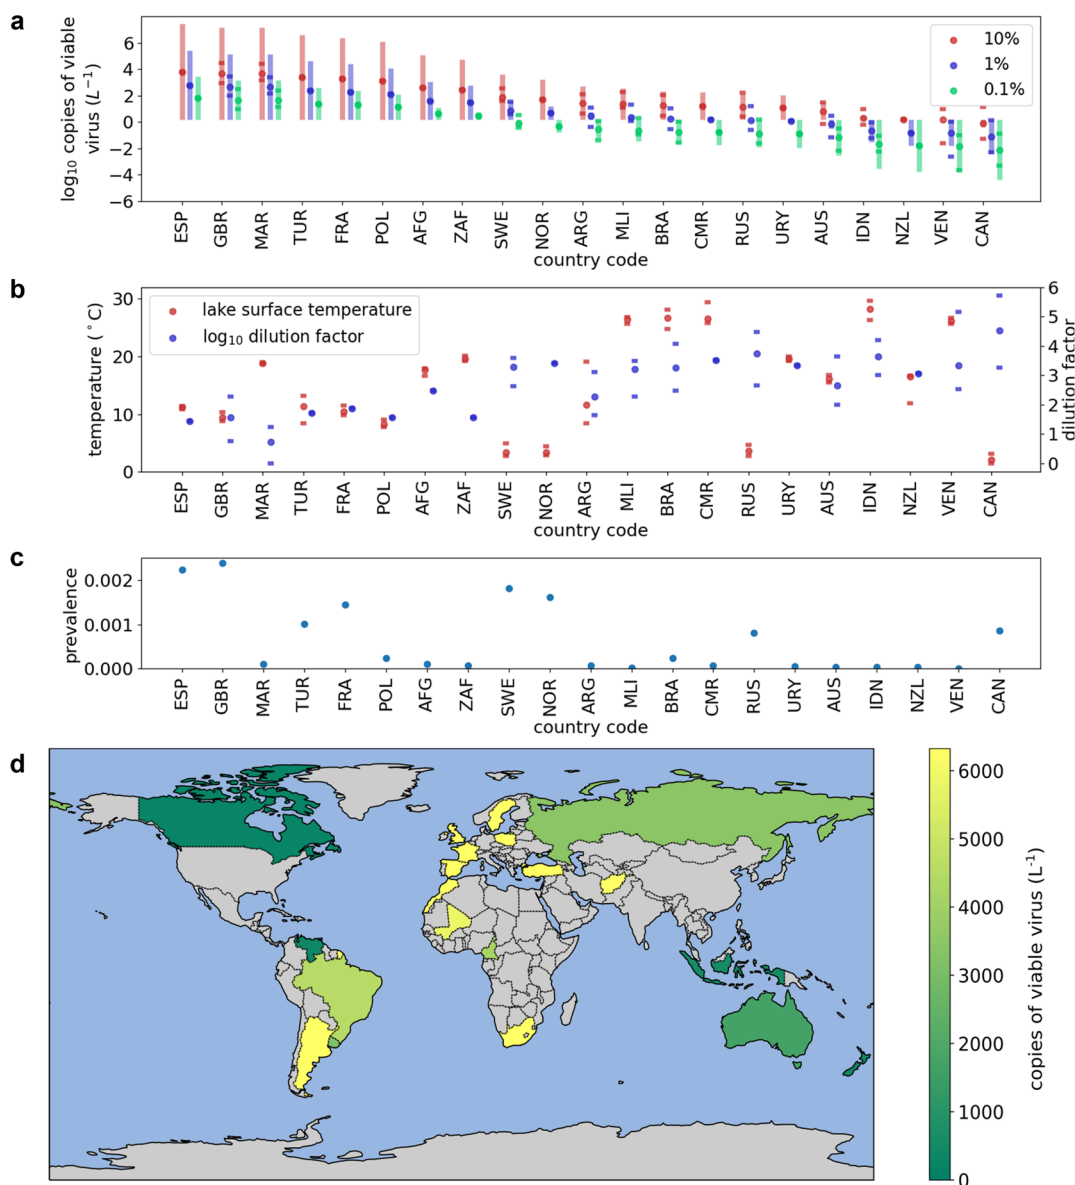 a
log₁₀ copies of viable
virus (L⁻¹)
6
4
2
0
−2
−4
−6
10%
1%
0.1%
ESP GBR MAR TUR FRA POL AFG ZAF SWE NOR ARG MLI BRA CMR RUS URY AUS IDN NZL VEN CAN
country code
b
temperature (°C)
30
20
10
0
lake surface temperature
log₁₀ dilution factor
6
5
4
3
2
1
0
dilution factor
ESP GBR MAR TUR FRA POL AFG ZAF SWE NOR ARG MLI BRA CMR RUS URY AUS IDN NZL VEN CAN
country code
c
prevalence
0.002
0.001
0.000
ESP GBR MAR TUR FRA POL AFG ZAF SWE NOR ARG MLI BRA CMR RUS URY AUS IDN NZL VEN CAN
country code
d
6000
5000
4000
3000
2000
1000
0
copies of viable virus (L⁻¹)